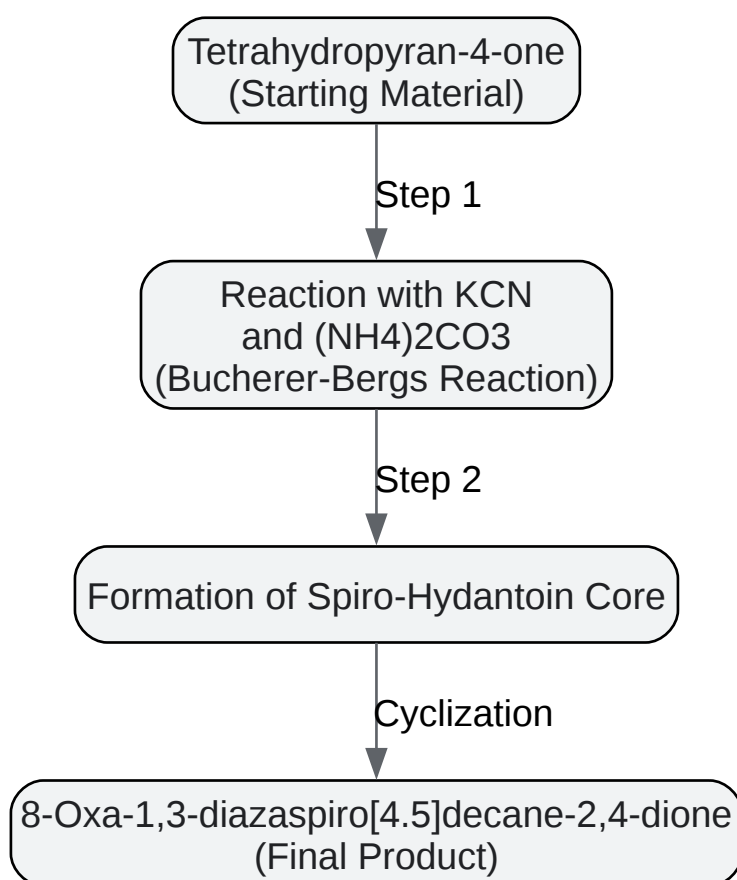 Tetrahydropyran-4-one
(Starting Material)
Step 1
Reaction with KCN
and (NH4)2CO3
(Bucherer-Bergs Reaction)
Step 2
Formation of Spiro-Hydantoin Core
Cyclization
8-Oxa-1,3-diazaspiro[4.5]decane-2,4-dione
(Final Product)